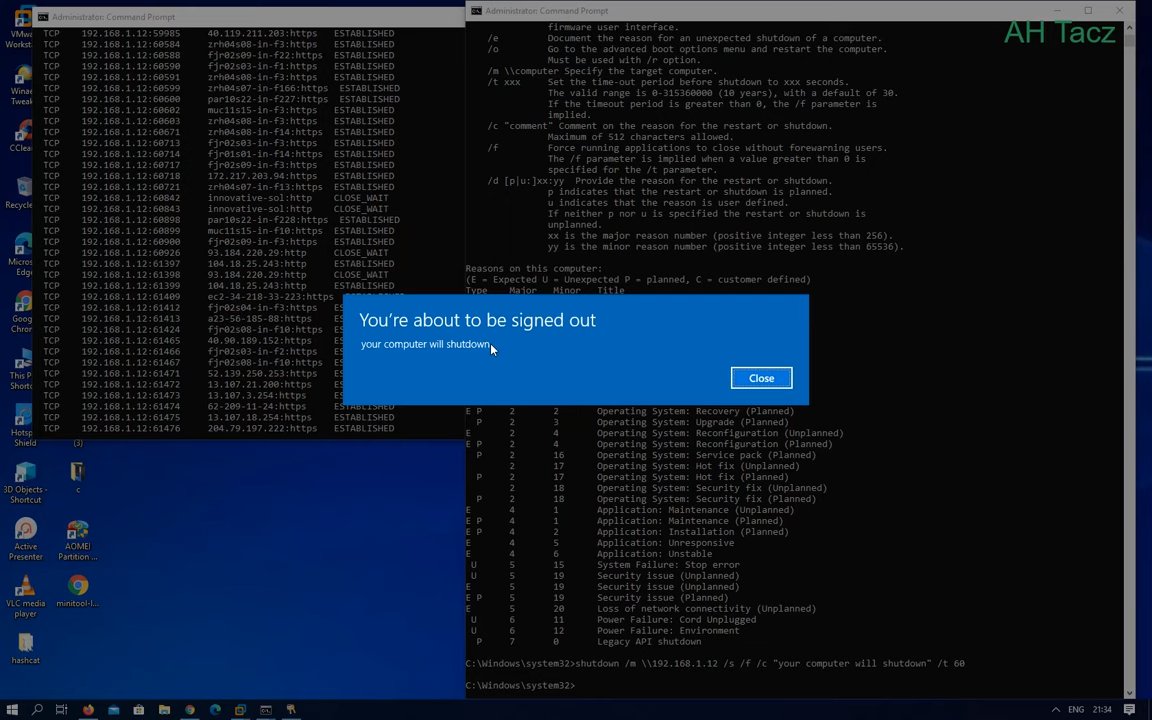 Administrator: Command Prompt
TCP 192.168.1.12:59985 40.119.211.203:https ESTABLISHED
TCP 192.168.1.12:60584 zrh04s08-in-f2:https ESTABLISHED
TCP 192.168.1.12:60588 fjr02s09-in-f22:https ESTABLISHED
TCP 192.168.1.12:60590 fjr02s03-in-f1:https ESTABLISHED
TCP 192.168.1.12:60591 zrh04s08-in-f3:https ESTABLISHED
TCP 192.168.1.12:60599 zrh04s07-in-f166:https ESTABLISHED
TCP 192.168.1.12:60600 par10s22-in-f227:https ESTABLISHED
TCP 192.168.1.12:60602 muc11s15-in-f3:https ESTABLISHED
TCP 192.168.1.12:60603 zrh04s08-in-f3:https ESTABLISHED
TCP 192.168.1.12:60671 zrh04s08-in-f14:https ESTABLISHED
TCP 192.168.1.12:60713 fjr02s03-in-f14:https ESTABLISHED
TCP 192.168.1.12:60714 fjr01s01-in-f14:https ESTABLISHED
TCP 192.168.1.12:60717 fjr02s09-in-f3:https ESTABLISHED
TCP 192.168.1.12:60718 172.217.203.94:https ESTABLISHED
TCP 192.168.1.12:60721 zrh04s07-in-f13:https ESTABLISHED
TCP 192.168.1.12:60842 innovative-sol:http CLOSE_WAIT
TCP 192.168.1.12:60843 innovative-sol:http CLOSE_WAIT
TCP 192.168.1.12:60898 par10s22-in-f228:https ESTABLISHED
TCP 192.168.1.12:60899 muc11s15-in-f10:https ESTABLISHED
TCP 192.168.1.12:60900 fjr02s09-in-f3:https ESTABLISHED
TCP 192.168.1.12:60926 93.184.220.29:http CLOSE_WAIT
TCP 192.168.1.12:61397 104.18.25.243:http ESTABLISHED
TCP 192.168.1.12:61398 93.184.220.29:http CLOSE_WAIT
TCP 192.168.1.12:61399 104.18.25.243:http ESTABLISHED
TCP 192.168.1.12:61409 ec2-34-218-33-223:https
TCP 192.168.1.12:61412 fjr02s04-in-f3:https
TCP 192.168.1.12:61413 a23-56-185-88:https
TCP 192.168.1.12:61424 fjr02s08-in-f10:https
TCP 192.168.1.12:61465 40.90.189.152:https
TCP 192.168.1.12:61466 fjr02s03-in-f2:https
TCP 192.168.1.12:61467 fjr02s08-in-f10:https
TCP 192.168.1.12:61471 52.139.250.253:https
TCP 192.168.1.12:61472 13.107.21.200:https
TCP 192.168.1.12:61473 13.107.3.254:https
TCP 192.168.1.12:61474 62-209-11-24:https
TCP 192.168.1.12:61475 13.107.18.254:https ESTABLISHED
TCP 192.168.1.12:61476 204.79.197.222:https ESTABLISHED
Administrator: Command Prompt
AH Tacz
firmware user interface.
/e Document the reason for an unexpected shutdown of a computer.
/o Go to the advanced boot options menu and restart the computer.
Must be used with /r option.
/m \\computer Specify the target computer.
/t xxx Set the time-out period before shutdown to xxx seconds.
The valid range is 0-315360000 (10 years), with a default of 30.
If the timeout period is greater than 0, the /f parameter is
implied.
/c "comment" Comment on the reason for the restart or shutdown.
Maximum of 512 characters allowed.
/f Force running applications to close without forewarning users.
The /f parameter is implied when a value greater than 0 is
specified for the /t parameter.
/d [p|u:]xx:yy Provide the reason for the restart or shutdown.
p indicates that the restart or shutdown is planned.
u indicates that the reason is user defined.
If neither p nor u is specified the restart or shutdown is
unplanned.
xx is the major reason number (positive integer less than 256).
yy is the minor reason number (positive integer less than 65536).
Reasons on this computer:
(E = Expected U = Unexpected P = planned, C = customer defined)
Type Major Minor Title
You're about to be signed out
your computer will shutdown
Close
E P 2 2 Operating System: Recovery (Planned)
P 2 3 Operating System: Upgrade (Planned)
E 2 4 Operating System: Reconfiguration (Unplanned)
E P 2 4 Operating System: Reconfiguration (Planned)
P 2 16 Operating System: Service pack (Planned)
2 17 Operating System: Hot fix (Unplanned)
P 2 17 Operating System: Hot fix (Planned)
2 18 Operating System: Security fix (Unplanned)
P 2 18 Operating System: Security fix (Planned)
E 4 1 Application: Maintenance (Unplanned)
E P 4 1 Application: Maintenance (Planned)
E P 4 2 Application: Installation (Planned)
E 4 5 Application: Unresponsive
E 4 6 Application: Unstable
U 5 15 System Failure: Stop error
U 5 19 Security issue (Unplanned)
E 5 19 Security issue (Unplanned)
E P 5 19 Security issue (Planned)
E 5 20 Loss of network connectivity (Unplanned)
U 6 11 Power Failure: Cord Unplugged
U 6 12 Power Failure: Environment
P 7 0 Legacy API shutdown
C:\Windows\system32>shutdown /m \\192.168.1.12 /s /f /c "your computer will shutdown" /t 60
C:\Windows\system32>
VMw
Workst
Winae
Tweak
CCle
Recycl
Micros
Edge
Goog
Chro
This P
Hotsp
Shield
(3)
3D Objects -
Shortcut
c
Active
Presenter
AOMEI
Partition ...
VLC media
player
minitool-l...
hashcat
ENG
21:34